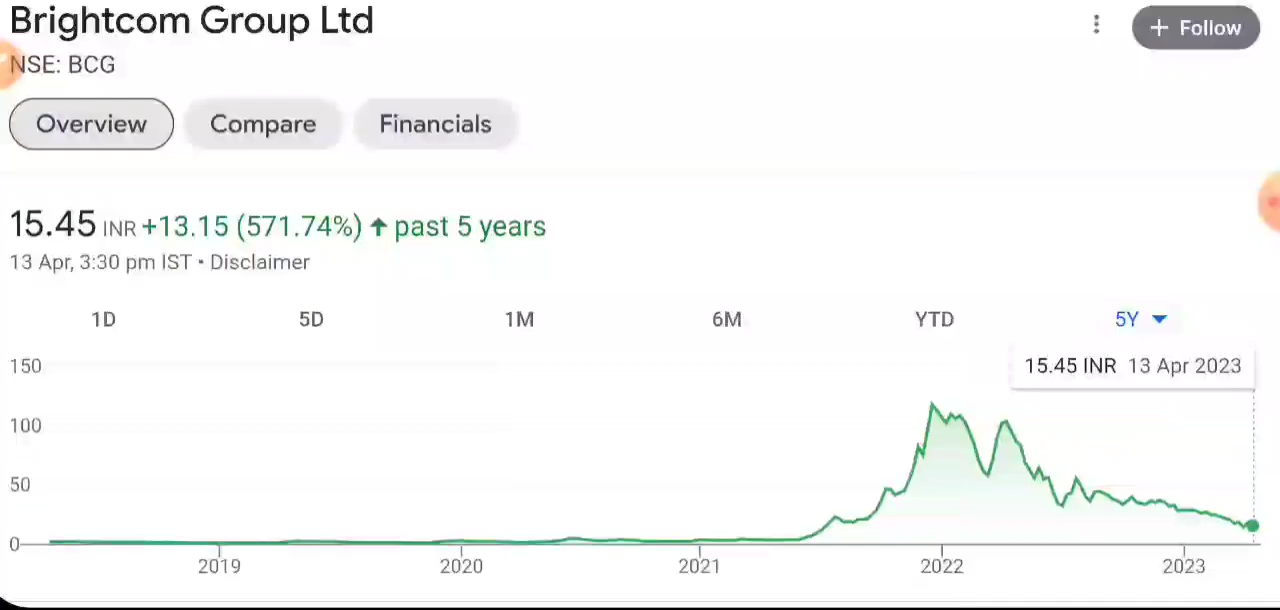 Brightcom Group Ltd
+ Follow
NSE: BCG
Overview Compare Financials
15.45 INR +13.15 (571.74%) ↑ past 5 years
13 Apr, 3:30 pm IST • Disclaimer
1D 5D 1M 6M YTD 5Y
15.45 INR 13 Apr 2023
150
100
50
0
2019 2020 2021 2022 2023